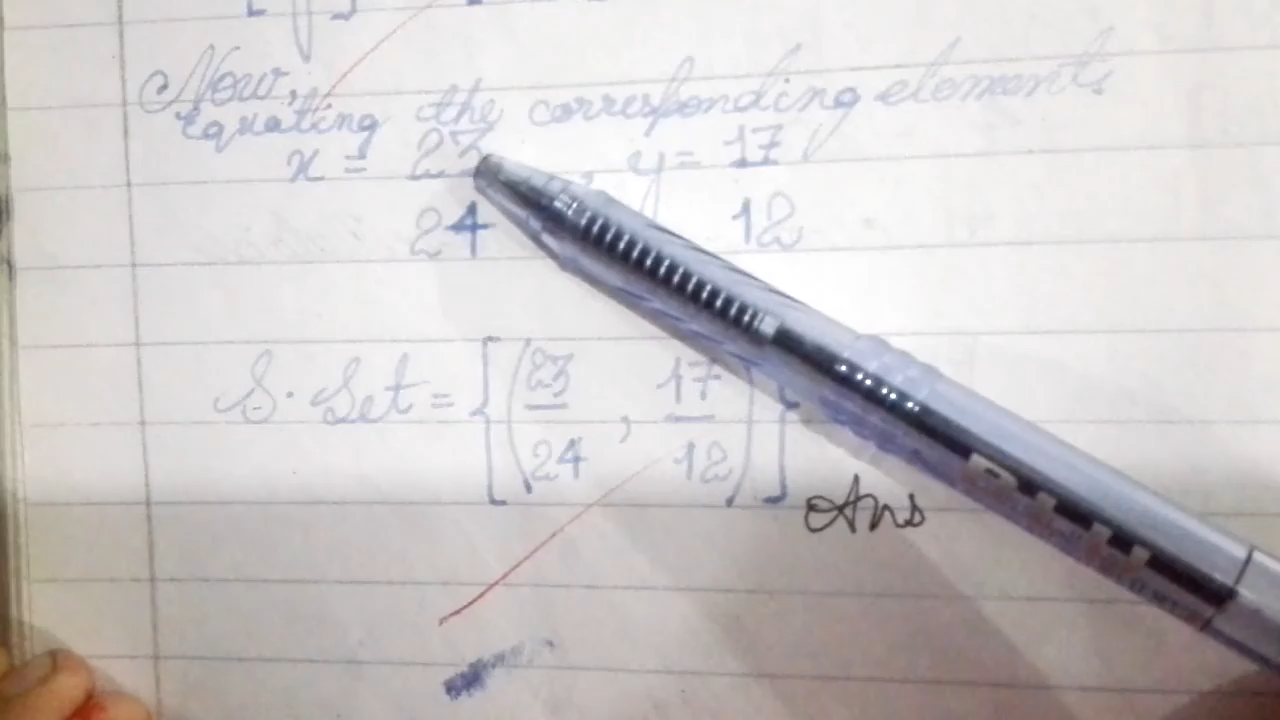 Now,
Equating the corresponding elements
x = 23 , y = 17
24 12
S. Set = {(23/24 , 17/12)}
Ans